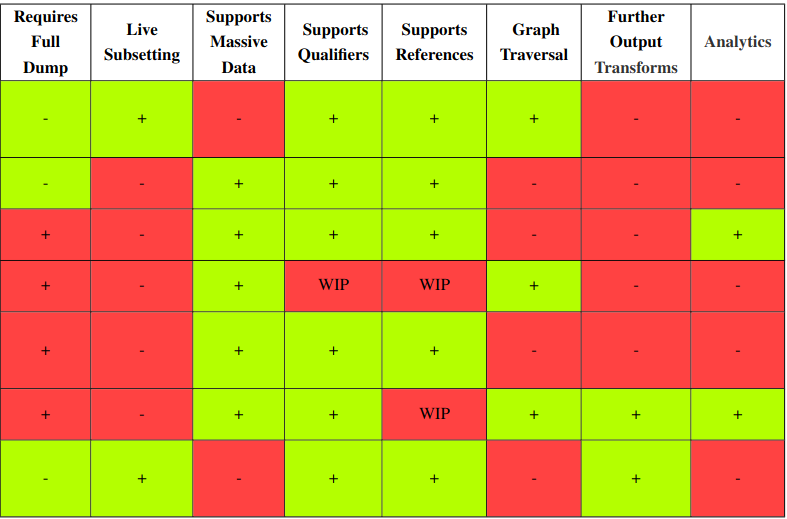 Requires Full Dump Live Subsetting Supports Massive Data Supports Qualifiers Supports References Graph Traversal Further Output Transforms Analytics
- + - + + + - -
- - + + + - - -
+ - + + + - - +
+ - + WIP WIP + - -
+ - + + + - - -
+ - + + WIP + + +
- + - + + - + -